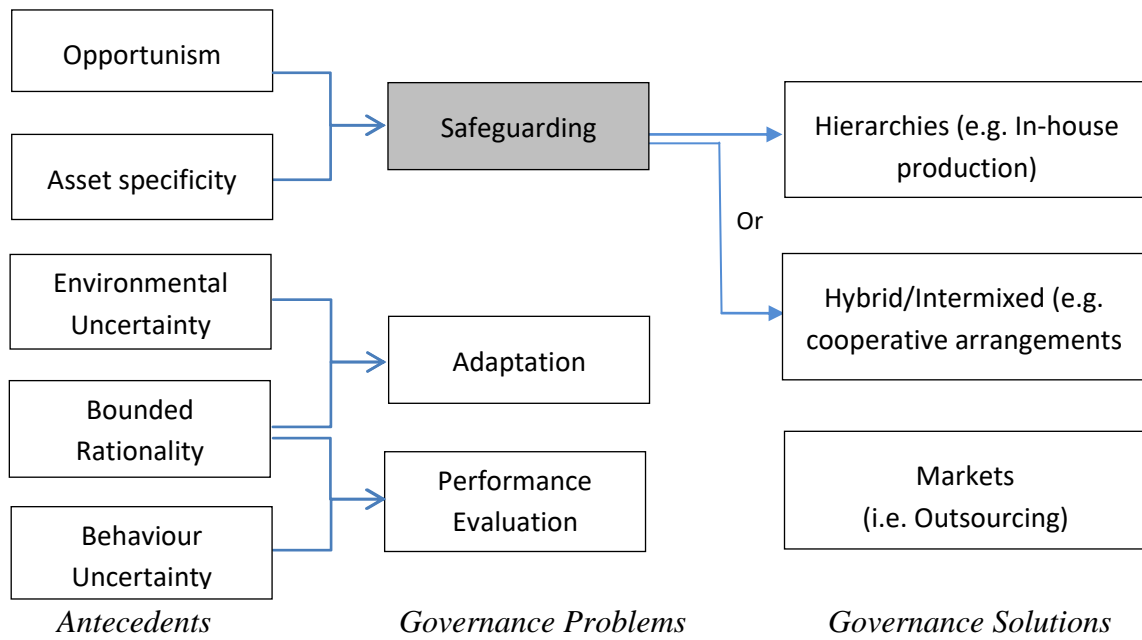 Opportunism
Asset specificity
Environmental
Uncertainty
Bounded
Rationality
Behaviour
Uncertainty
Antecedents
Safeguarding
Adaptation
Performance
Evaluation
Governance Problems
Or
Hierarchies (e.g. In-house
production)
Hybrid/Intermixed (e.g.
cooperative arrangements
Markets
(i.e. Outsourcing)
Governance Solutions